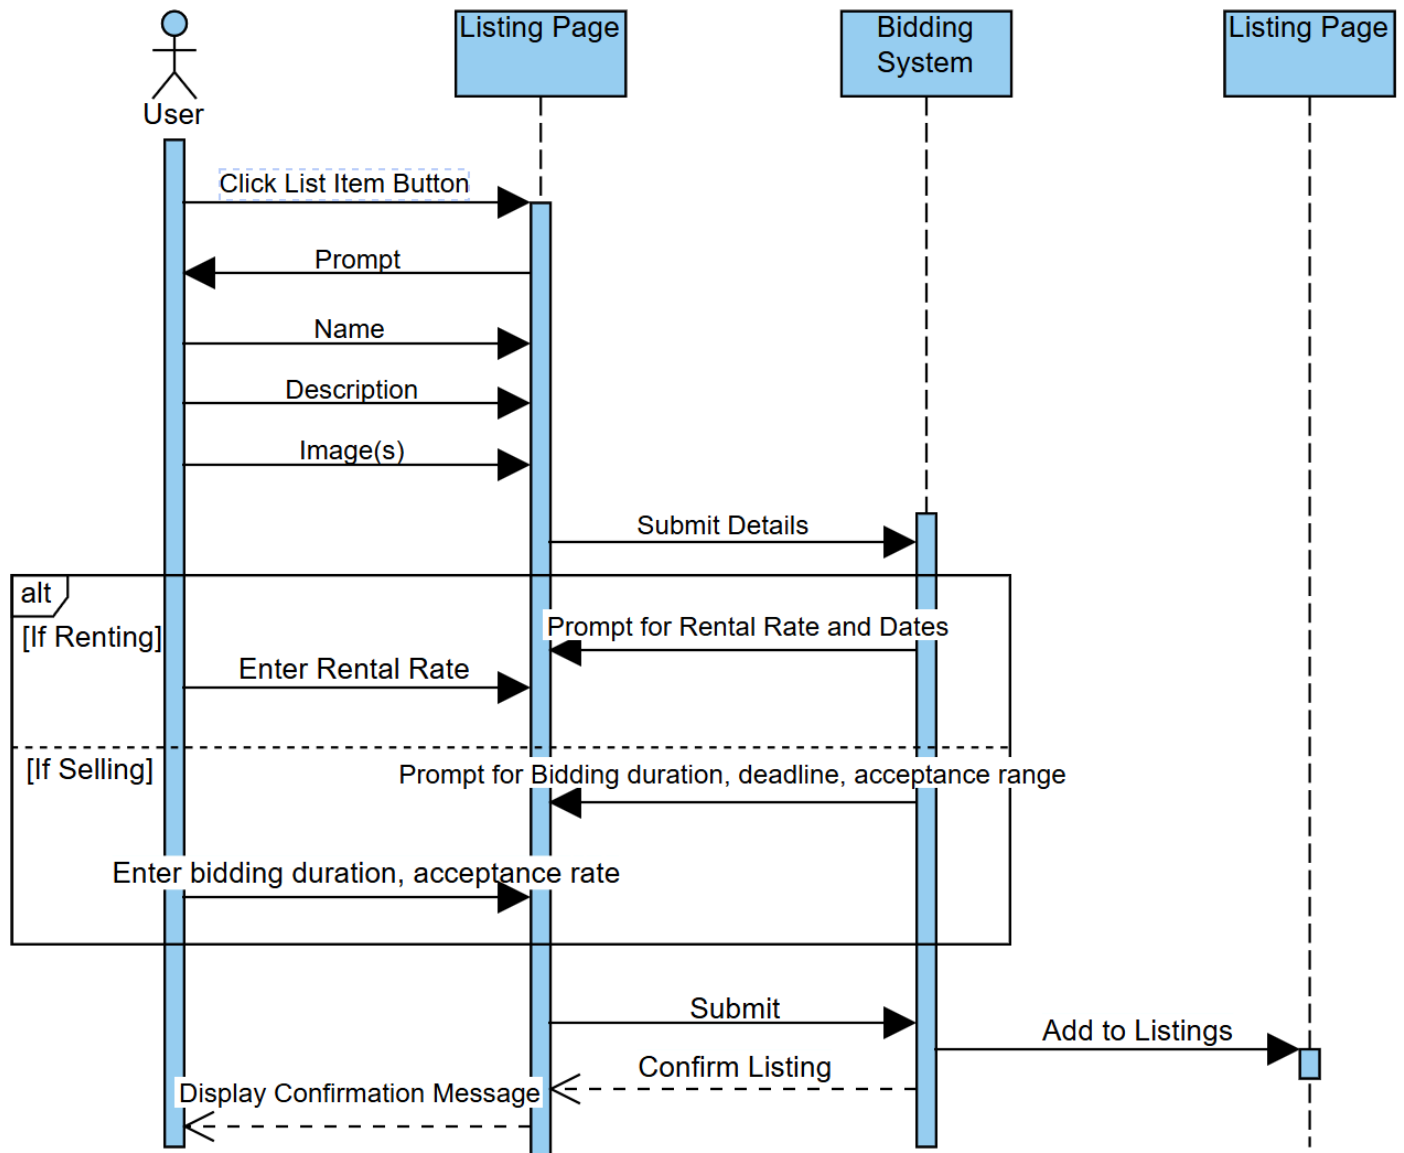 User
Listing Page
Bidding
System
Listing Page
Click List Item Button
Prompt
Name
Description
Image(s)
Submit Details
alt
[If Renting]
Prompt for Rental Rate and Dates
Enter Rental Rate
[If Selling]
Prompt for Bidding duration, deadline, acceptance range
Enter bidding duration, acceptance rate
Submit
Add to Listings
Confirm Listing
Display Confirmation Message